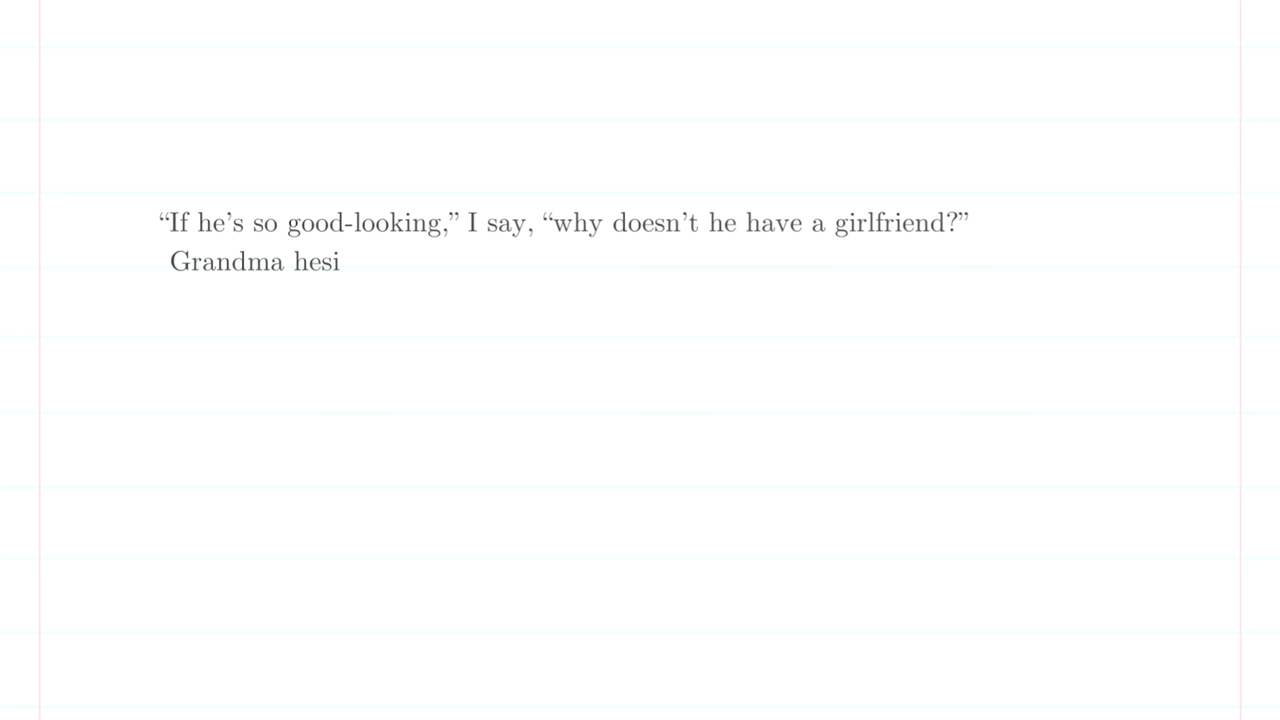 “If he’s so good-looking,” I say, “why doesn’t he have a girlfriend?”
Grandma hesi